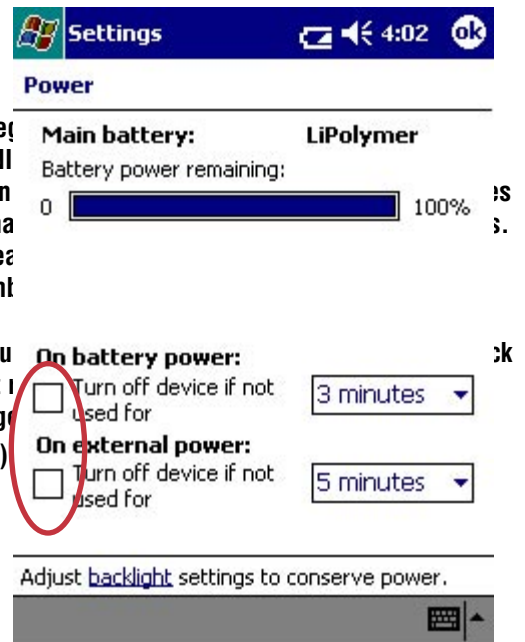 Settings 4:02 ok
Power
Main battery: LiPolymer
Battery power remaining:
0 100%
On battery power:
Turn off device if not
used for
3 minutes
On external power:
Turn off device if not
used for
5 minutes
Adjust backlight settings to conserve power.